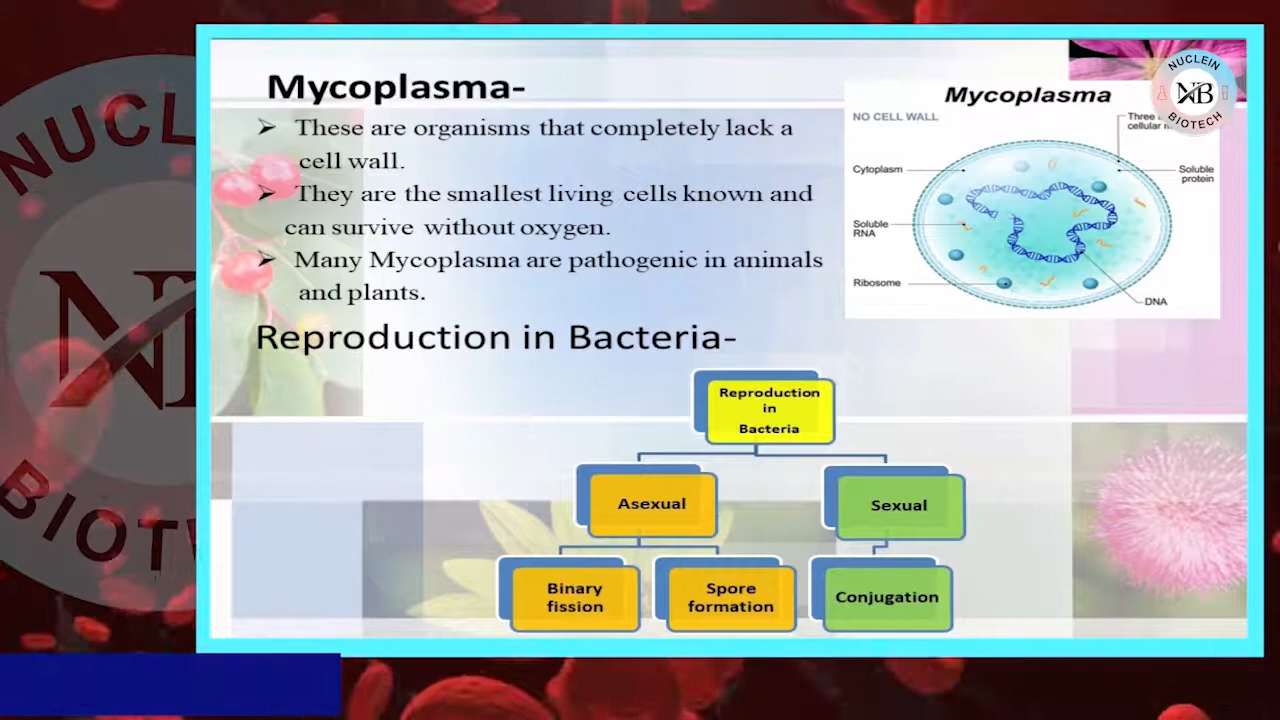 Mycoplasma-
➢ These are organisms that completely lack a
cell wall.
➢ They are the smallest living cells known and
can survive without oxygen.
➢ Many Mycoplasma are pathogenic in animals
and plants.
Mycoplasma
NO CELL WALL
Three
cellular
Cytoplasm
Soluble
protein
Soluble
RNA
Ribosome
DNA
NUCLEIN
NB
BIOTECH
Reproduction in Bacteria-
Reproduction
in
Bacteria
Asexual
Sexual
Binary
fission
Spore
formation
Conjugation